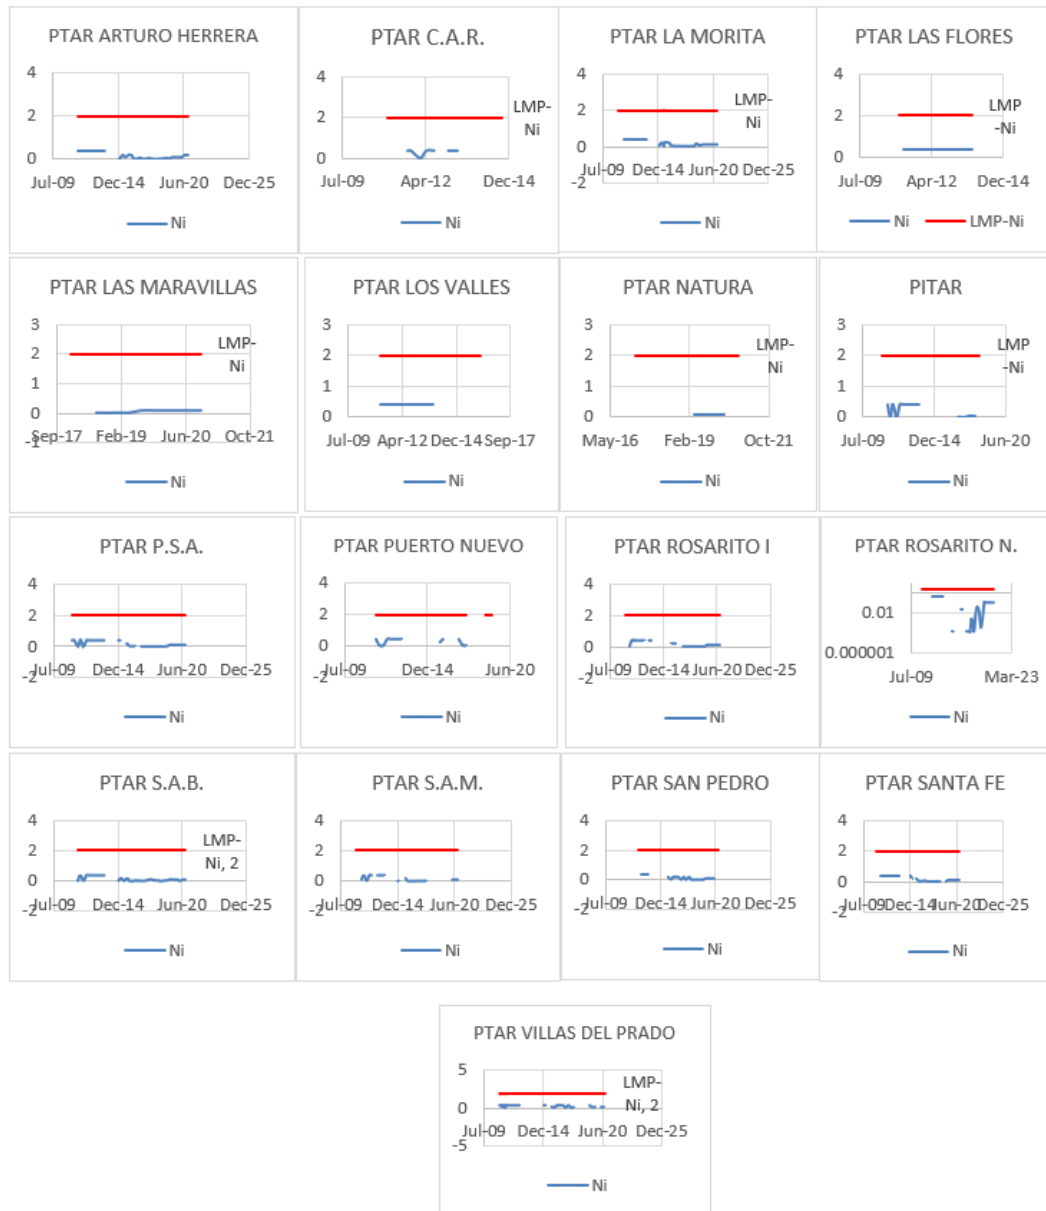 PTAR ARTURO HERRERA
4
2
0
Jul-09 Dec-14 Jun-20 Dec-25
Ni
PTAR C.A.R.
4
2
0
LMP-
Ni
Jul-09 Apr-12 Dec-14
Ni
PTAR LA MORITA
4
2
0
-2
LMP-
Ni
Jul-09 Dec-14 Jun-20 Dec-25
Ni
PTAR LAS FLORES
4
2
0
LMP
-Ni
Jul-09 Apr-12 Dec-14
Ni LMP-Ni
PTAR LAS MARAVILLAS
3
2
1
0
-1
LMP-
Ni
Sep-17 Feb-19 Jun-20 Oct-21
Ni
PTAR LOS VALLES
3
2
1
0
Jul-09 Apr-12 Dec-14 Sep-17
Ni
PTAR NATURA
3
2
1
0
LMP-
Ni
May-16 Feb-19 Oct-21
Ni
PITAR
3
2
1
0
LMP
-Ni
Jul-09 Dec-14 Jun-20
Ni
PTAR P.S.A.
4
2
0
-2
Jul-09 Dec-14 Jun-20 Dec-25
Ni
PTAR PUERTO NUEVO
4
2
0
-2
Jul-09 Dec-14 Jun-20
Ni
PTAR ROSARITO I
4
2
0
-2
Jul-09 Dec-14 Jun-20 Dec-25
Ni
PTAR ROSARITO N.
0.01
0.000001
Jul-09 Mar-23
Ni
PTAR S.A.B.
4
2
0
-2
LMP-
Ni, 2
Jul-09 Dec-14 Jun-20 Dec-25
Ni
PTAR S.A.M.
4
2
0
-2
Jul-09 Dec-14 Jun-20 Dec-25
Ni
PTAR SAN PEDRO
4
2
0
-2
Jul-09 Dec-14 Jun-20 Dec-25
Ni
PTAR SANTA FE
4
2
0
-2
Jul-09 Dec-14 Jun-20 Dec-25
Ni
PTAR VILLAS DEL PRADO
5
0
-5
LMP-
Ni, 2
Jul-09 Dec-14 Jun-20 Dec-25
Ni